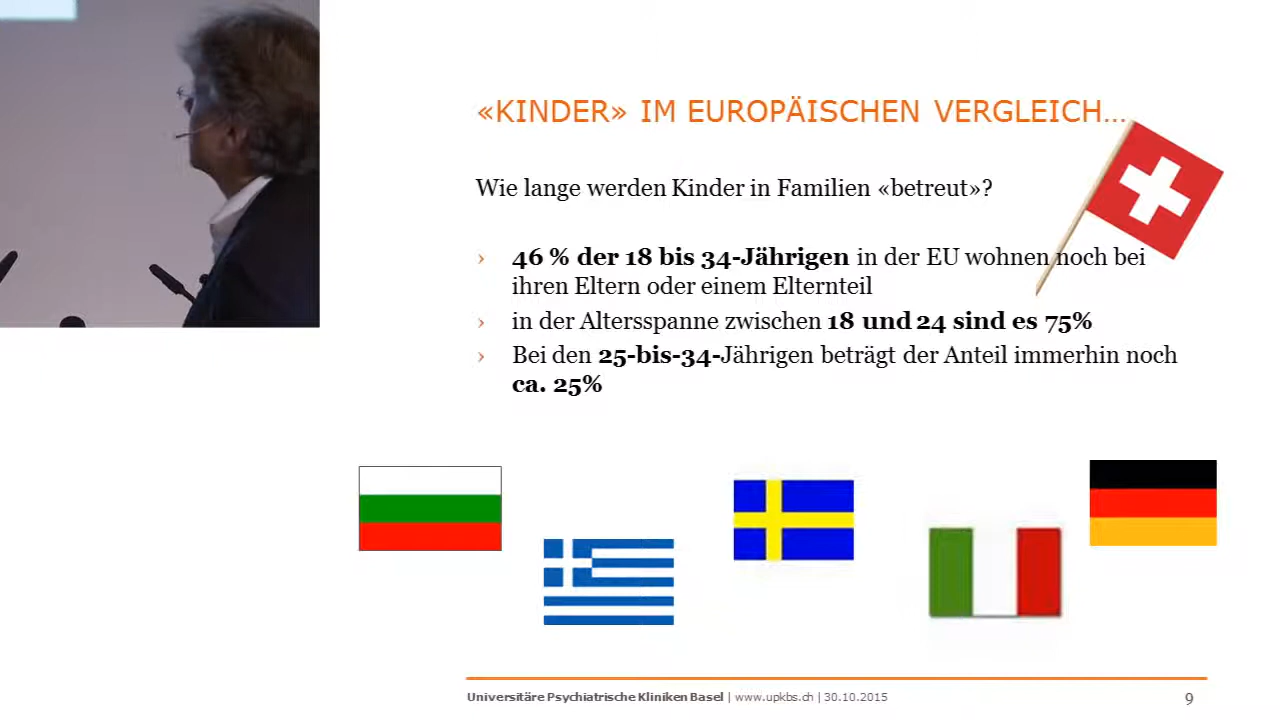 «KINDER» IM EUROPÄISCHEN VERGLEICH...
Wie lange werden Kinder in Familien «betreut»?
› 46 % der 18 bis 34-Jährigen in der EU wohnen noch bei
ihren Eltern oder einem Elternteil
› in der Altersspanne zwischen 18 und 24 sind es 75%
› Bei den 25-bis-34-Jährigen beträgt der Anteil immerhin noch
ca. 25%
Universitäre Psychiatrische Kliniken Basel | www.upkbs.ch | 30.10.2015
9